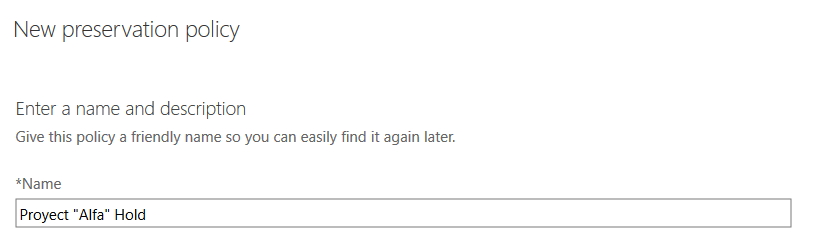 New preservation policy
Enter a name and description
Give this policy a friendly name so you can easily find it again later.
*Name
Proyect "Alfa" Hold